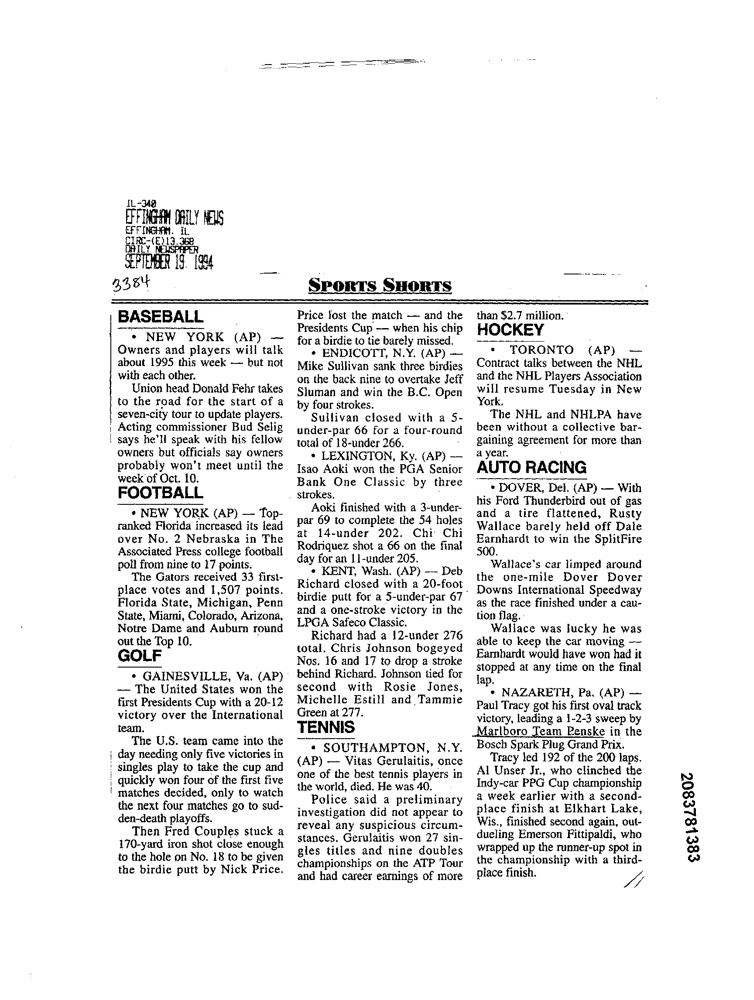 IL-340
EFFINGHAM DAILY NEWS
EFFINGHAM, IL
CIRC-(E)13,368
DAILY NEWSPAPER
SEPTEMBER 19, 1994
3384
SPORTS SHORTS
BASEBALL
• NEW YORK (AP) —
Owners and players will talk
about 1995 this week — but not
with each other.
Union head Donald Fehr takes
to the road for the start of a
seven-city tour to update players.
Acting commissioner Bud Selig
says he'll speak with his fellow
owners but officials say owners
probably won't meet until the
week of Oct. 10.
FOOTBALL
• NEW YORK (AP) — Top-
ranked Florida increased its lead
over No. 2 Nebraska in The
Associated Press college football
poll from nine to 17 points.
The Gators received 33 first-
place votes and 1,507 points.
Florida State, Michigan, Penn
State, Miami, Colorado, Arizona,
Notre Dame and Auburn round
out the Top 10.
GOLF
• GAINESVILLE, Va. (AP)
— The United States won the
first Presidents Cup with a 20-12
victory over the International
team.
The U.S. team came into the
day needing only five victories in
singles play to take the cup and
quickly won four of the first five
matches decided, only to watch
the next four matches go to sud-
den-death playoffs.
Then Fred Couples stuck a
170-yard iron shot close enough
to the hole on No. 18 to be given
the birdie putt by Nick Price.
Price lost the match — and the
Presidents Cup — when his chip
for a birdie to tie barely missed.
• ENDICOTT, N.Y. (AP) —
Mike Sullivan sank three birdies
on the back nine to overtake Jeff
Sluman and win the B.C. Open
by four strokes.
Sullivan closed with a 5-
under-par 66 for a four-round
total of 18-under 266.
• LEXINGTON, Ky. (AP) —
Isao Aoki won the PGA Senior
Bank One Classic by three
strokes.
Aoki finished with a 3-under-
par 69 to complete the 54 holes
at 14-under 202. Chi Chi
Rodriquez shot a 66 on the final
day for an 11-under 205.
• KENT, Wash. (AP) — Deb
Richard closed with a 20-foot
birdie putt for a 5-under-par 67
and a one-stroke victory in the
LPGA Safeco Classic.
Richard had a 12-under 276
total. Chris Johnson bogeyed
Nos. 16 and 17 to drop a stroke
behind Richard. Johnson tied for
second with Rosie Jones,
Michelle Estill and Tammie
Green at 277.
TENNIS
• SOUTHAMPTON, N.Y.
(AP) — Vitas Gerulaitis, once
one of the best tennis players in
the world, died. He was 40.
Police said a preliminary
investigation did not appear to
reveal any suspicious circum-
stances. Gerulaitis won 27 sin-
gles titles and nine doubles
championships on the ATP Tour
and had career earnings of more
than $2.7 million.
HOCKEY
• TORONTO (AP) —
Contract talks between the NHL
and the NHL Players Association
will resume Tuesday in New
York.
The NHL and NHLPA have
been without a collective bar-
gaining agreement for more than
a year.
AUTO RACING
• DOVER, Del. (AP) — With
his Ford Thunderbird out of gas
and a tire flattened, Rusty
Wallace barely held off Dale
Earnhardt to win the SplitFire
500.
Wallace's car limped around
the one-mile Dover Dover
Downs International Speedway
as the race finished under a cau-
tion flag.
Wallace was lucky he was
able to keep the car moving —
Earnhardt would have won had it
stopped at any time on the final
lap.
• NAZARETH, Pa. (AP) —
Paul Tracy got his first oval track
victory, leading a 1-2-3 sweep by
Marlboro Team Penske in the
Bosch Spark Plug Grand Prix.
Tracy led 192 of the 200 laps.
Al Unser Jr., who clinched the
Indy-car PPG Cup championship
a week earlier with a second-
place finish at Elkhart Lake,
Wis., finished second again, out-
dueling Emerson Fittipaldi, who
wrapped up the runner-up spot in
the championship with a third-
place finish.
2083781383